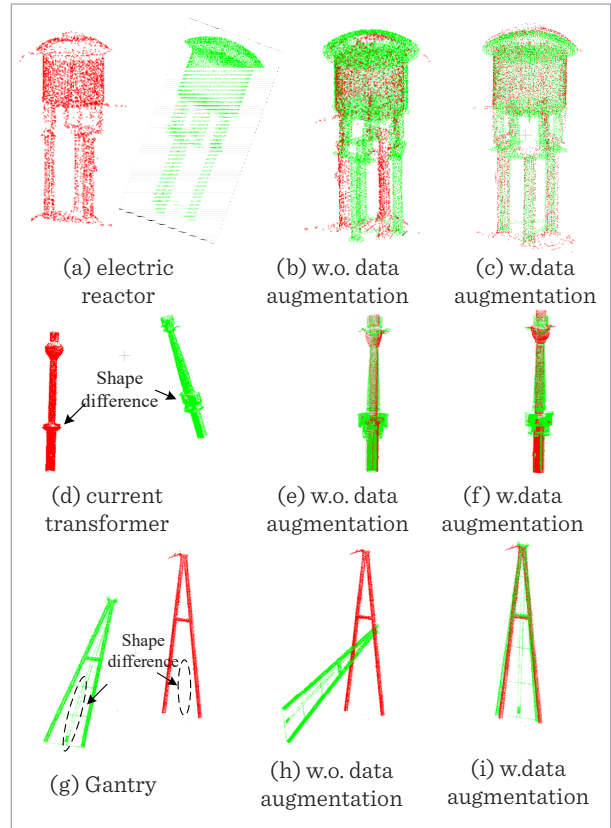 (a) electric
reactor
(b) w.o. data
augmentation
(c) w.data
augmentation
Shape
difference
(d) current
transformer
(e) w.o. data
augmentation
(f) w.data
augmentation
Shape
difference
(g) Gantry
(h) w.o. data
augmentation
(i) w.data
augmentation